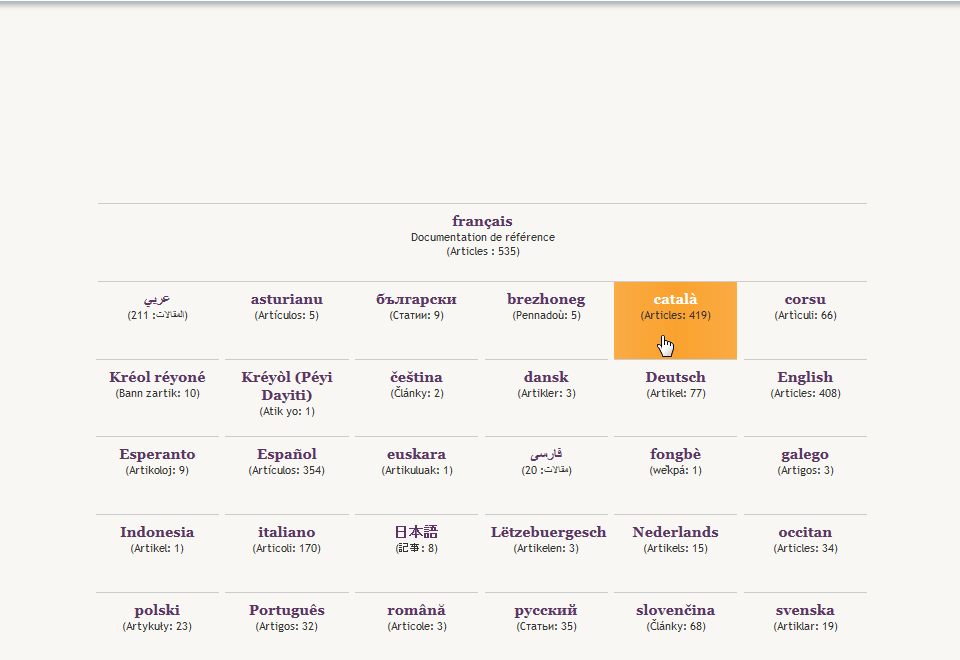 français
Documentation de référence
(Articles : 535)
عربي
(المقالات: 211)
asturianu
(Artículos: 5)
български
(Статии: 9)
brezhoneg
(Pennadoù: 5)
català
(Articles: 419)
corsu
(Artìculi: 66)
Kréol réyoné
(Bann zartik: 10)
Kréyòl (Péyi
Dayiti)
(Atik yo: 1)
čeština
(Články: 2)
dansk
(Artikler: 3)
Deutsch
(Artikel: 77)
English
(Articles: 408)
Esperanto
(Artikoloj: 9)
Español
(Artículos: 354)
euskara
(Artikuluak: 1)
فارسى
(مقالات: 20)
fongbè
(wekpá: 1)
galego
(Artigos: 3)
Indonesia
(Artikel: 1)
italiano
(Articoli: 170)
日本語
(記事: 8)
Lëtzebuergesch
(Artikelen: 3)
Nederlands
(Artikels: 15)
occitan
(Articles: 34)
polski
(Artykuły: 23)
Português
(Artigos: 32)
română
(Articole: 3)
русский
(Статьи: 35)
slovenčina
(Články: 68)
svenska
(Artiklar: 19)